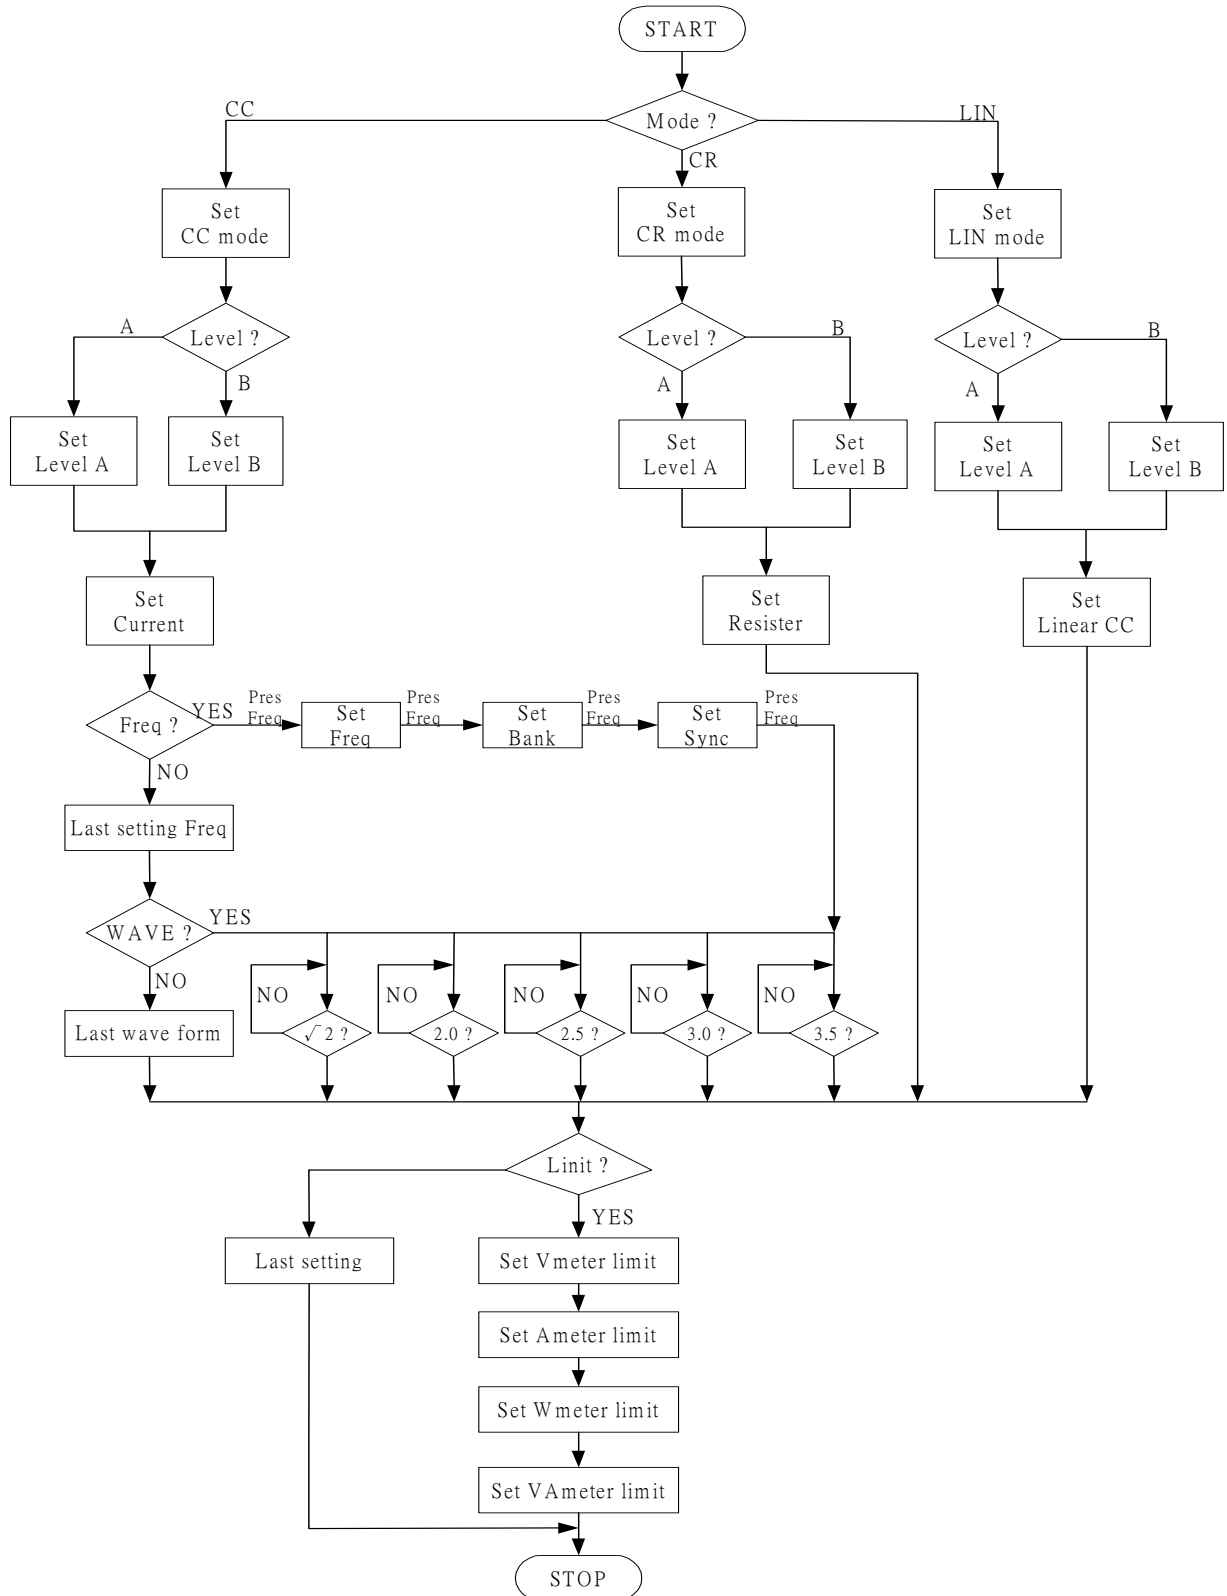 START
Mode ?
CC
CR
LIN
Set
CC mode
Set
CR mode
Set
LIN mode
Level ?
A
B
Level ?
A
B
Level ?
A
B
Set
Level A
Set
Level B
Set
Level A
Set
Level B
Set
Level A
Set
Level B
Set
Current
Set
Resister
Set
Linear CC
Freq ?
YES
NO
Pres
Freq
Set
Freq
Pres
Freq
Set
Bank
Pres
Freq
Set
Sync
Pres
Freq
Last setting Freq
WAVE ?
YES
NO
Last wave form
NO
√2 ?
NO
2.0 ?
NO
2.5 ?
NO
3.0 ?
NO
3.5 ?
Linit ?
YES
Last setting
Set Vmeter limit
Set Ameter limit
Set Wmeter limit
Set VAmeter limit
STOP